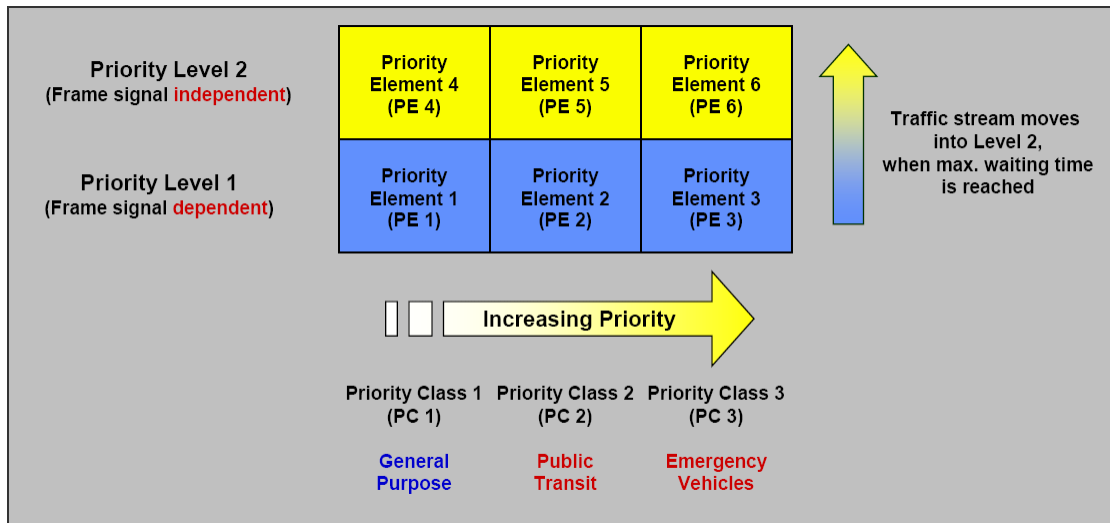 Priority Level 2
(Frame signal independent)
Priority
Element 4
(PE 4)
Priority
Element 5
(PE 5)
Priority
Element 6
(PE 6)
Traffic stream moves
into Level 2,
when max. waiting time
is reached
Priority Level 1
(Frame signal dependent)
Priority
Element 1
(PE 1)
Priority
Element 2
(PE 2)
Priority
Element 3
(PE 3)
Increasing Priority
Priority Class 1
(PC 1)
Priority Class 2
(PC 2)
Priority Class 3
(PC 3)
General
Purpose
Public
Transit
Emergency
Vehicles